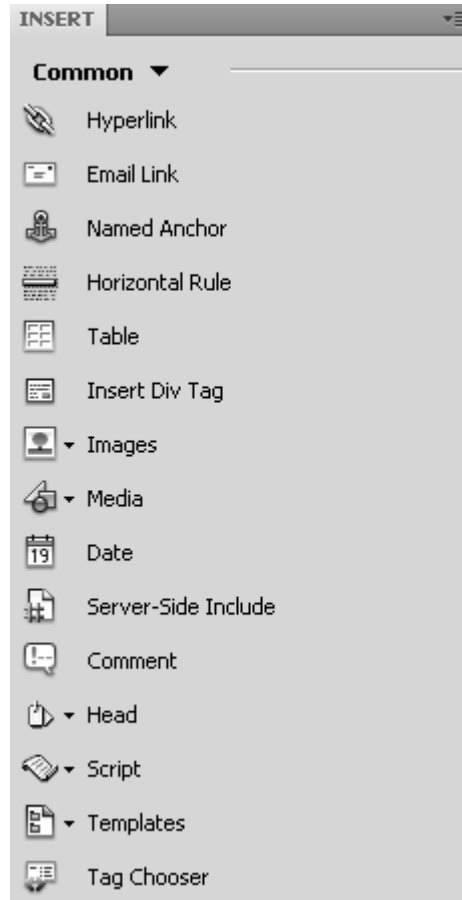 INSERT
Common
Hyperlink
Email Link
Named Anchor
Horizontal Rule
Table
Insert Div Tag
Images
Media
19
Date
Server-Side Include
Comment
Head
Script
Templates
Tag Chooser